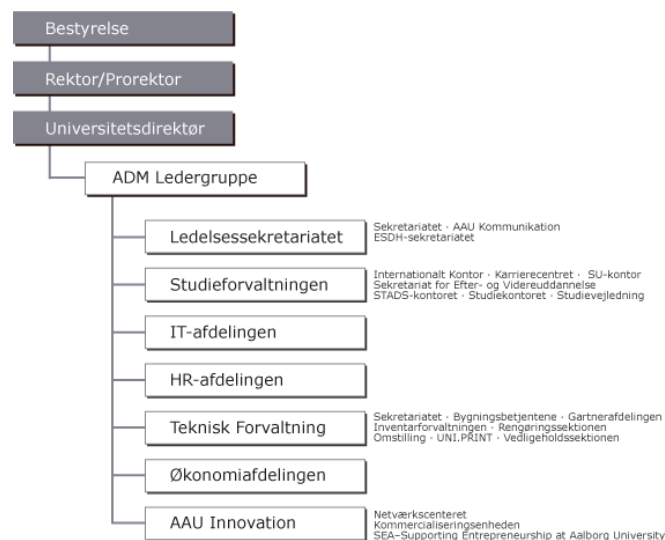 Bestyrelse
Rektor/Prorektor
Universitetsdirektør
ADM Ledergruppe
Ledelsessekretariatet
Sekretariatet · AAU Kommunikation
ESDH-sekretariatet
Studieforvaltningen
Internationalt Kontor · Karrierecentret · SU-kontor
Sekretariat for Efter- og Videreuddannelse
STADS-kontoret · Studiekontoret · Studievejledning
IT-afdelingen
HR-afdelingen
Teknisk Forvaltning
Sekretariatet · Bygningsbetjentene · Gartnerafdelingen
Inventarforvaltningen · Rengøringssektionen
Omstilling · UNI.PRINT · Vedligeholdssektionen
Økonomiafdelingen
AAU Innovation
Netværkscenteret
Kommercialiseringsenheden
SEA–Supporting Entrepreneurship at Aalborg University